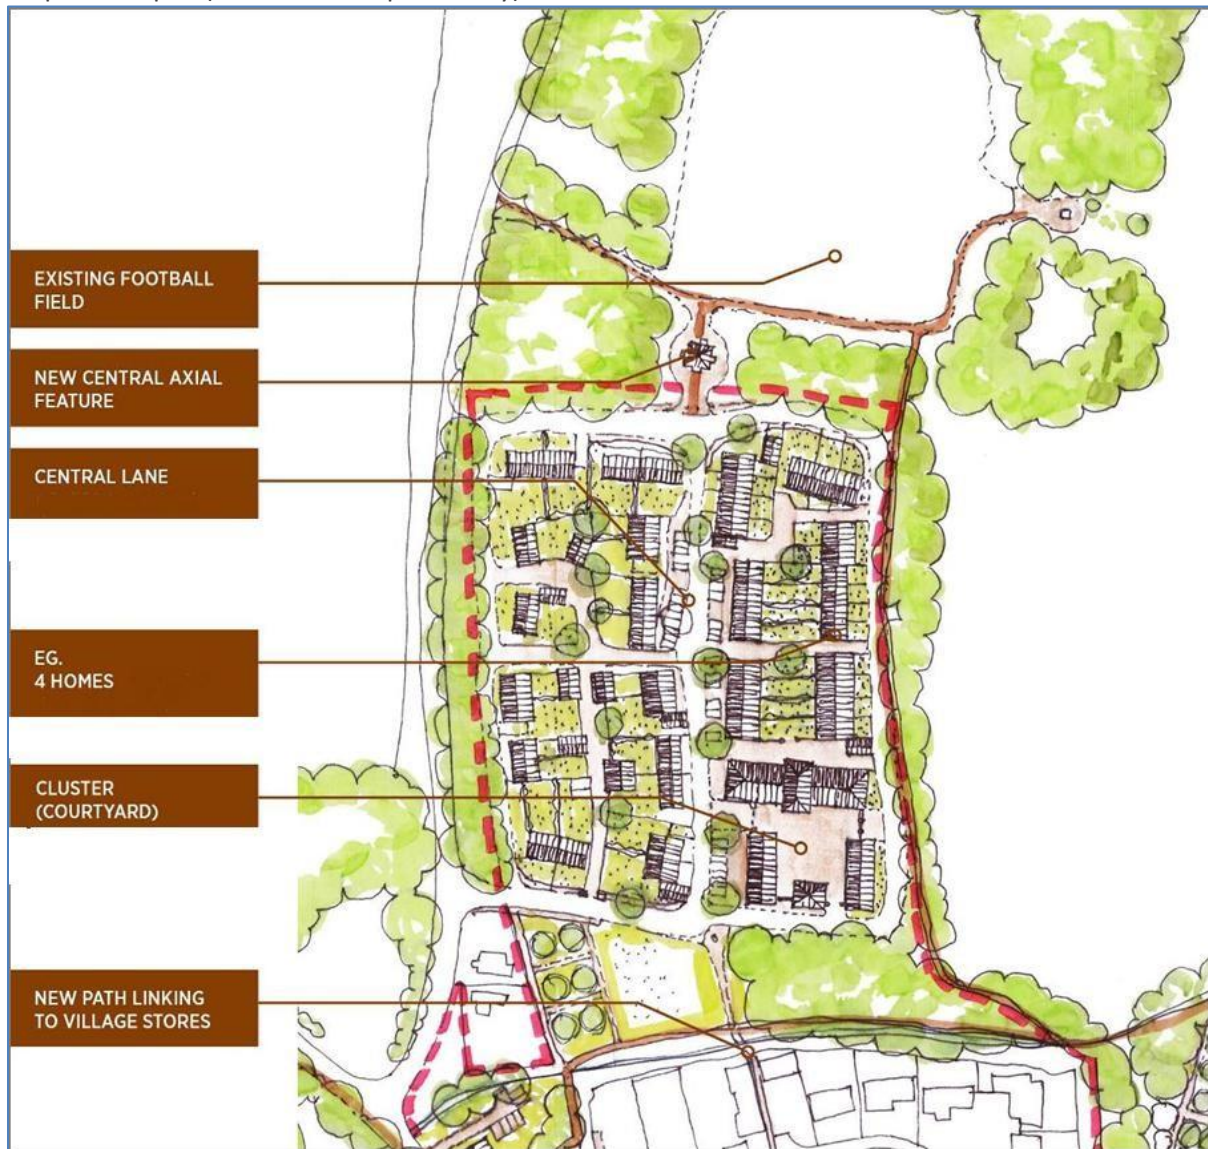 EXISTING FOOTBALL
FIELD
NEW CENTRAL AXIAL
FEATURE
CENTRAL LANE
EG.
4 HOMES
CLUSTER
(COURTYARD)
NEW PATH LINKING
TO VILLAGE STORES